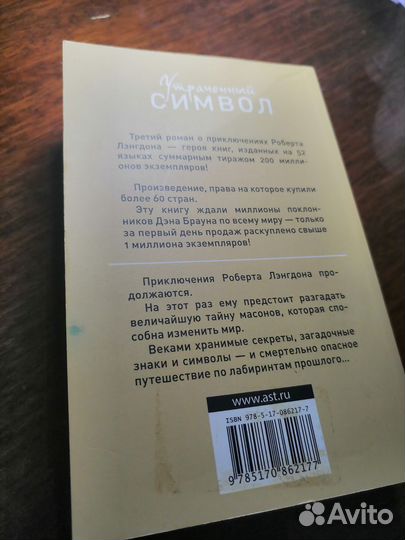 Утраченный
СИМВОЛ
Третий роман о приключениях Роберта
Лэнгдона — героя книг, изданных на 52
языках суммарным тиражом 200 милли-
онов экземпляров!
Произведение, права на которое купили
более 60 стран.
Эту книгу ждали миллионы поклон-
ников Дэна Брауна по всему миру — только
за первый день продаж раскуплено свыше
1 миллиона экземпляров!
Приключения Роберта Лэнгдона про-
должаются.
На этот раз ему предстоит разгадать
величайшую тайну масонов, которая спо-
собна изменить мир.
Веками хранимые секреты, загадочные
знаки и символы — и смертельно опасное
путешествие по лабиринтам прошлого...
www.ast.ru
ISBN 978-5-17-086217-7
9 785170 862177
Avito